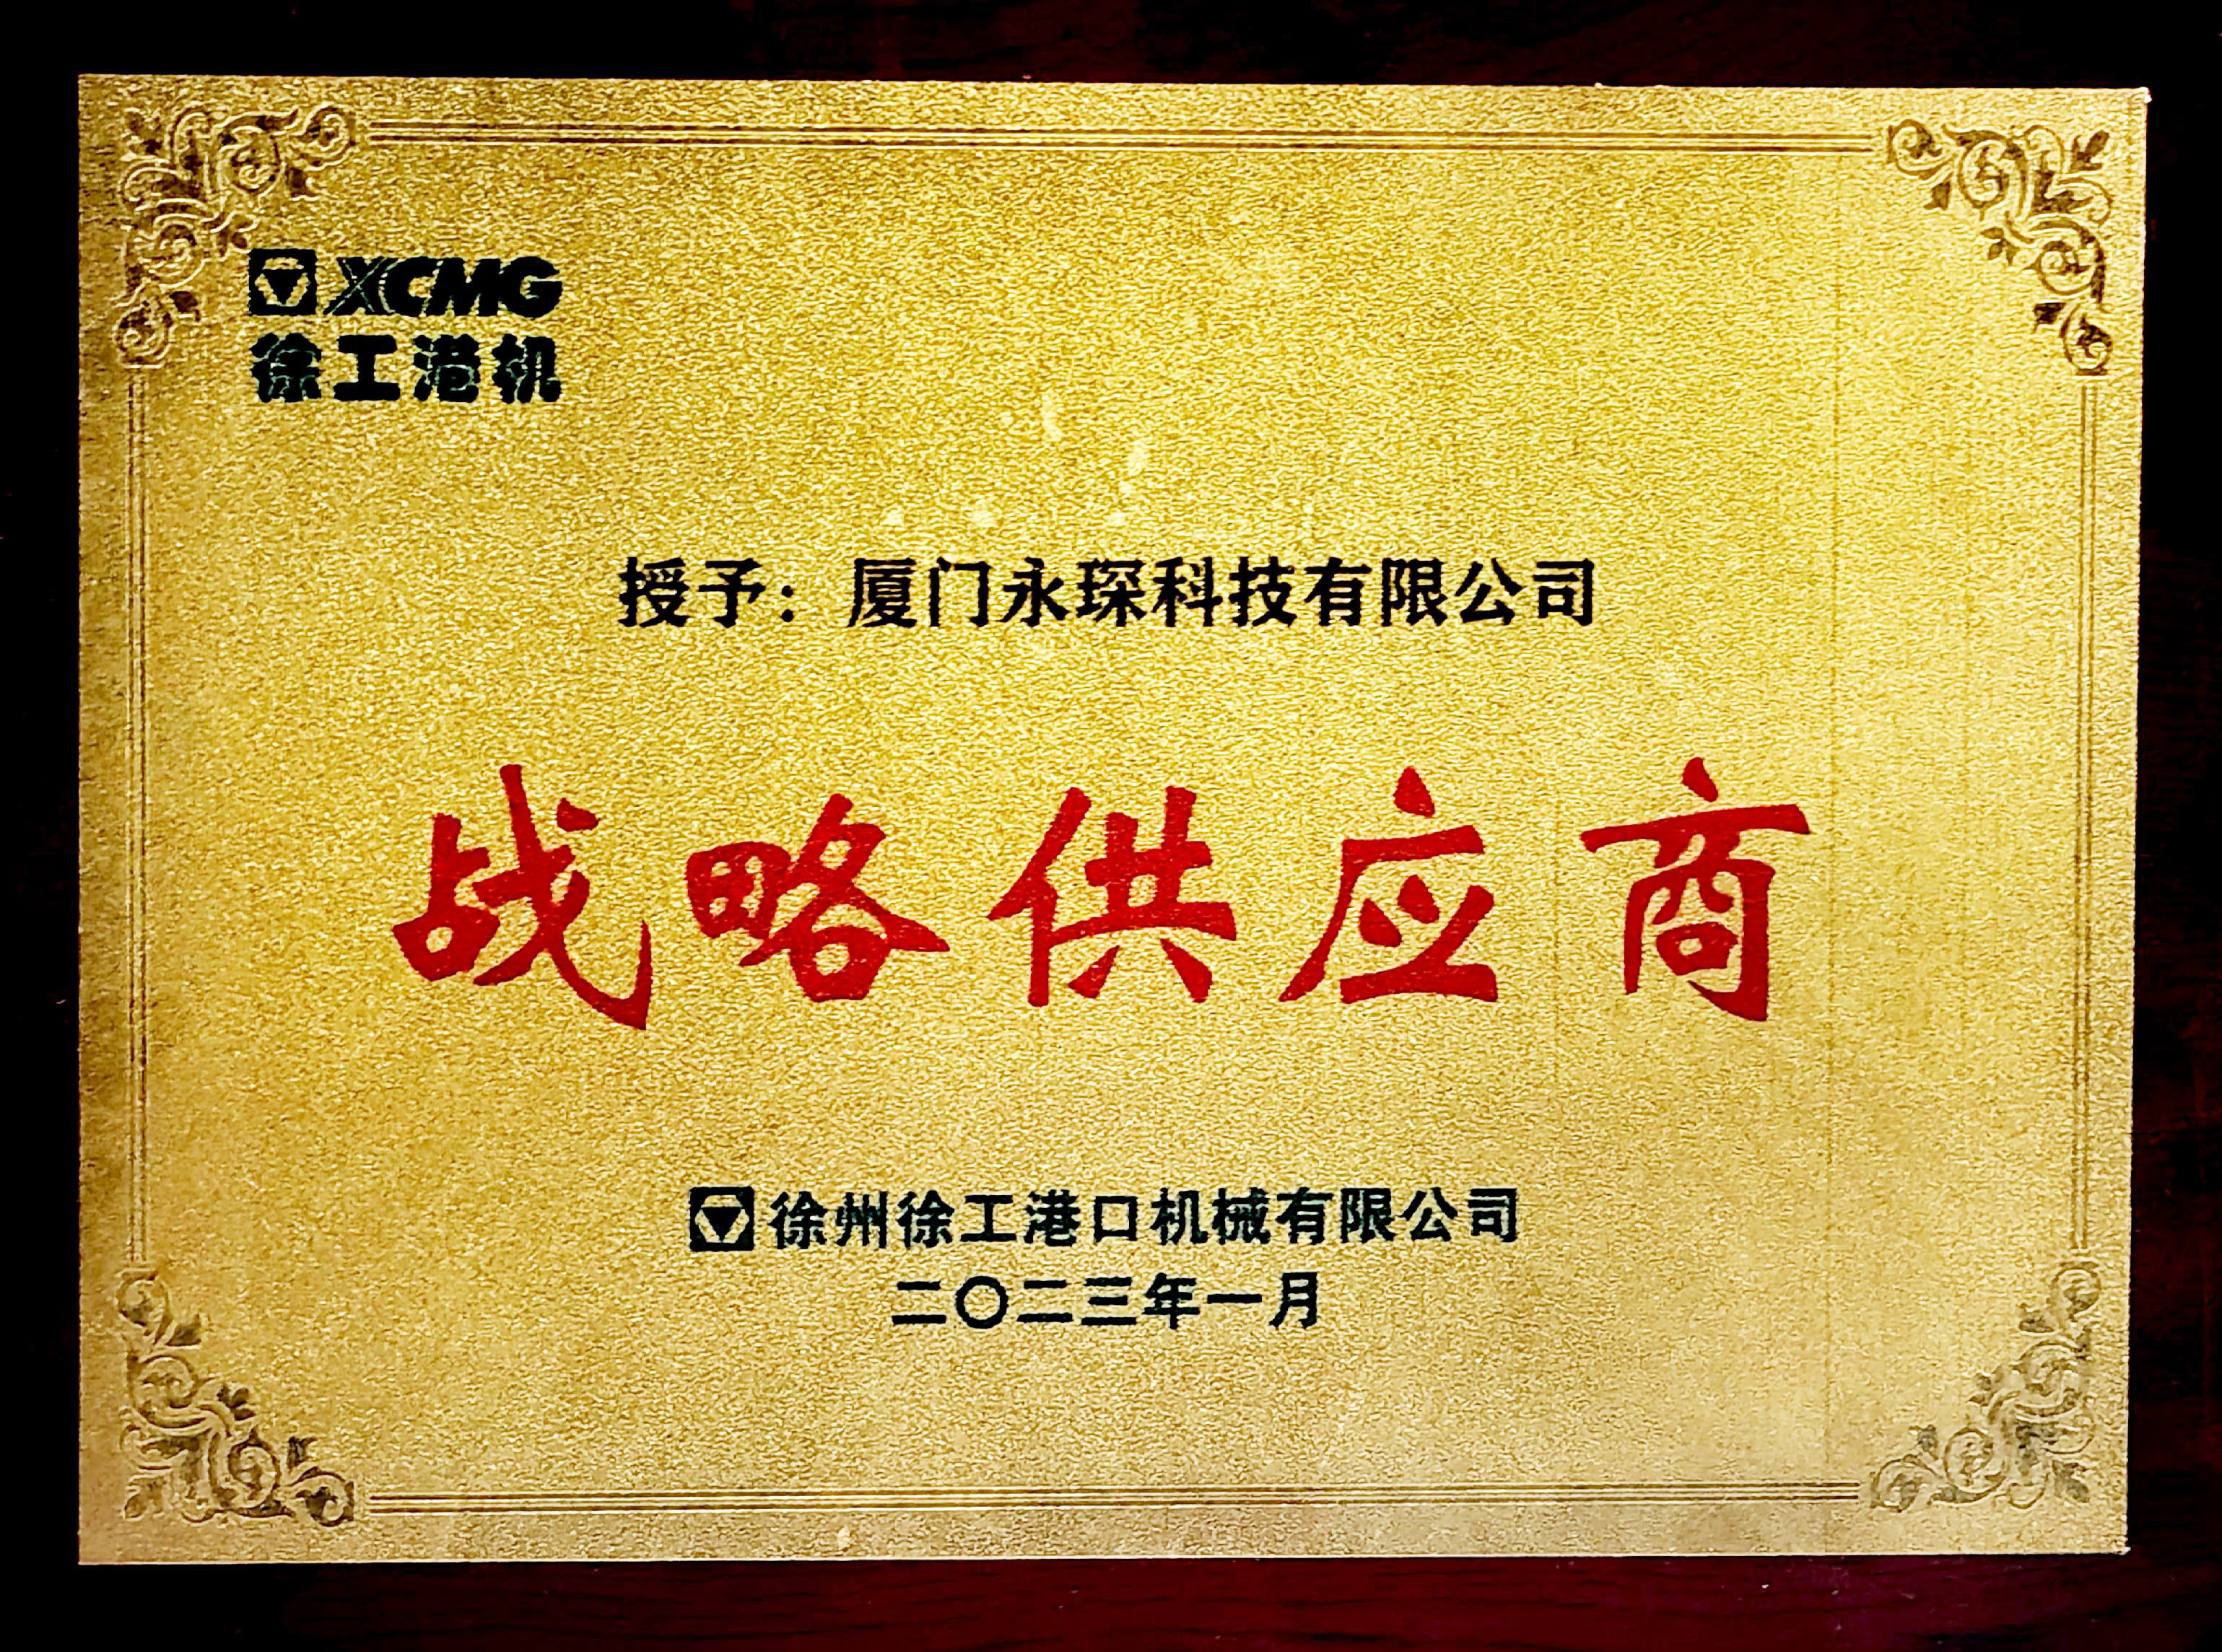 XCMG
徐工港机
授予：厦门永琛科技有限公司
战略供应商
徐州徐工港口机械有限公司
二〇二三年一月